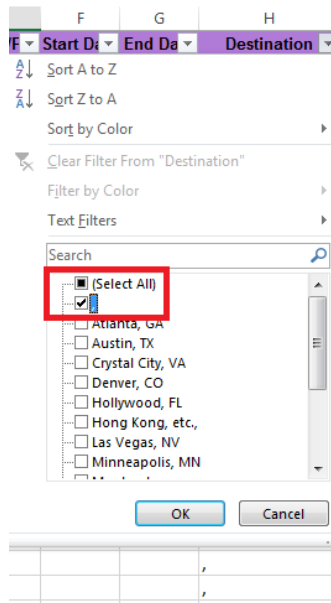 F G H
F Start Da End Da Destination
Sort A to Z
Sort Z to A
Sort by Color
Clear Filter From "Destination"
Filter by Color
Text Filters
Search
(Select All)
,
Atlanta, GA
Austin, TX
Crystal City, VA
Denver, CO
Hollywood, FL
Hong Kong, etc.,
Las Vegas, NV
Minneapolis, MN
OK Cancel
,
,